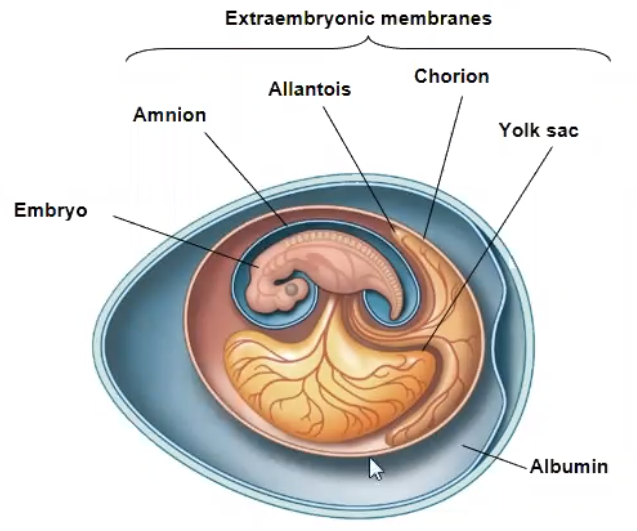 Extraembryonic membranes
Chorion
Allantois
Amnion
Yolk sac
Embryo
Albumin